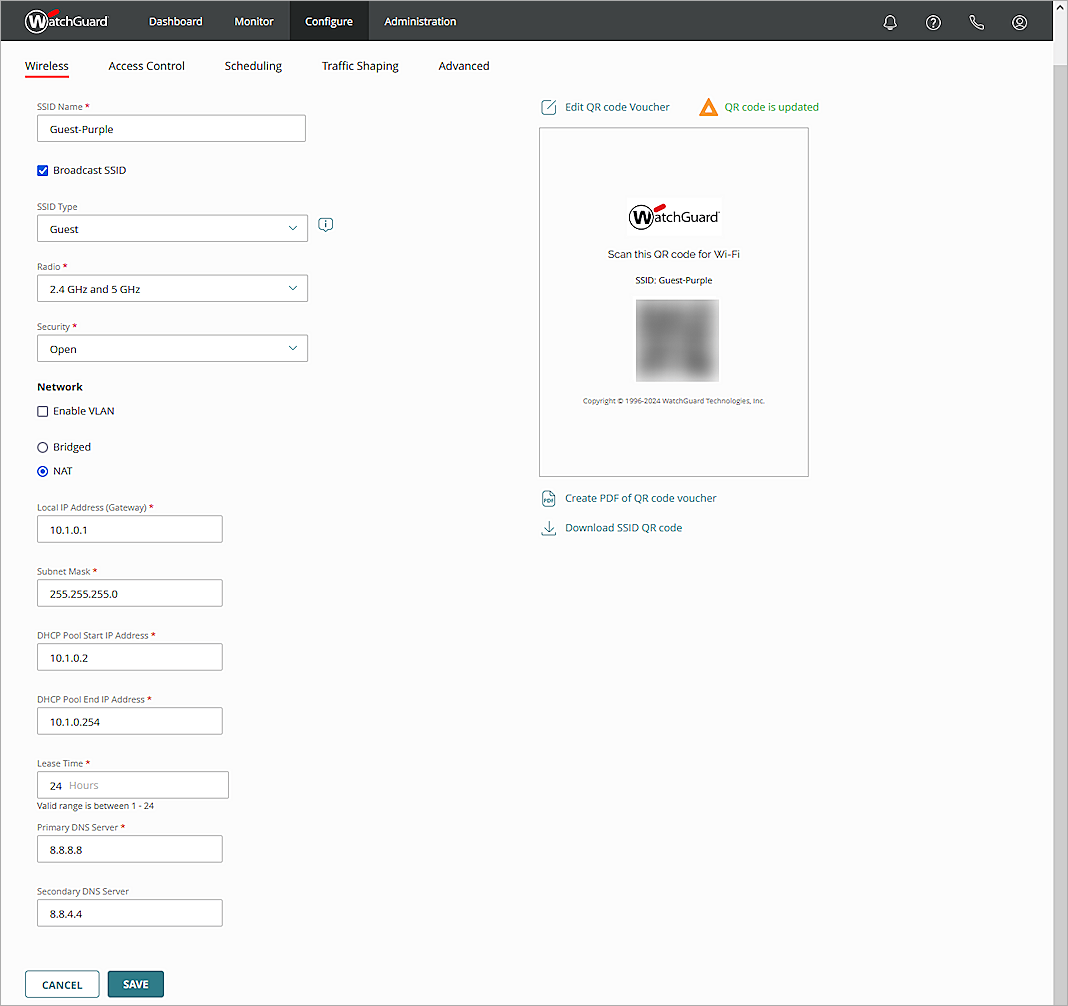 WatchGuard Dashboard Monitor Configure Administration
Wireless Access Control Scheduling Traffic Shaping Advanced
SSID Name *
Guest-Purple
Broadcast SSID
SSID Type
Guest
Radio *
2.4 GHz and 5 GHz
Security *
Open
Network
Enable VLAN
Bridged
NAT
Local IP Address (Gateway) *
10.1.0.1
Subnet Mask *
255.255.255.0
DHCP Pool Start IP Address *
10.1.0.2
DHCP Pool End IP Address *
10.1.0.254
Lease Time *
24 Hours
Valid range is between 1 - 24
Primary DNS Server *
8.8.8.8
Secondary DNS Server
8.8.4.4
CANCEL SAVE
Edit QR code Voucher QR code is updated
WatchGuard
Scan this QR code for Wi-Fi
SSID: Guest-Purple
Copyright © 1996-2024 WatchGuard Technologies, Inc.
PDF Create PDF of QR code voucher
Download SSID QR code